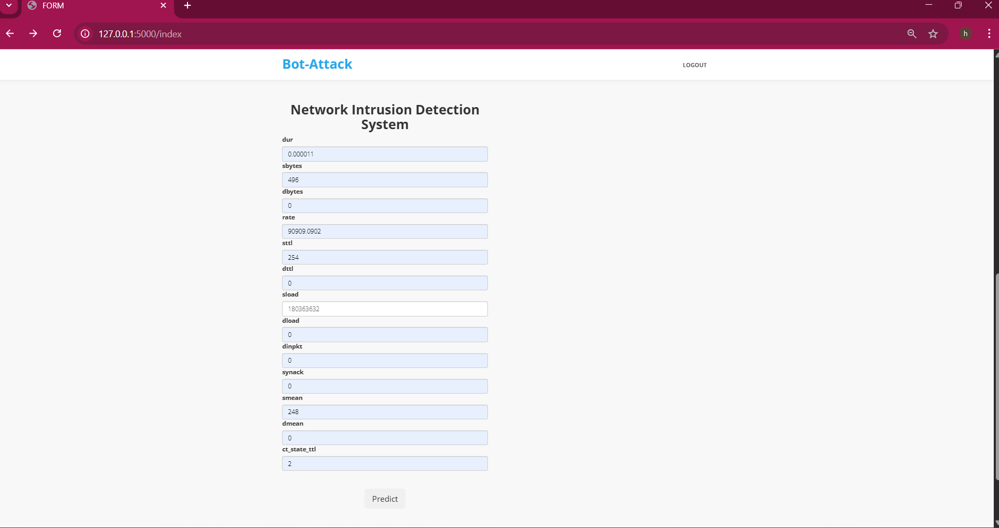 FORM
127.0.0.1:5000/index
h
Bot-Attack
LOGOUT
Network Intrusion Detection
System
dur
0.000011
sbytes
496
dbytes
0
rate
90909.0902
sttl
254
dttl
0
sload
180363632
dload
0
dinpkt
0
synack
0
smean
248
dmean
0
ct_state_ttl
2
Predict